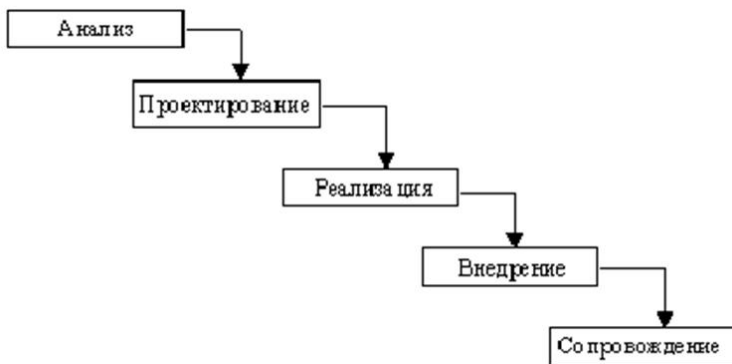 Анализ
Проектирование
Реализация
Внедрение
Сопровождение